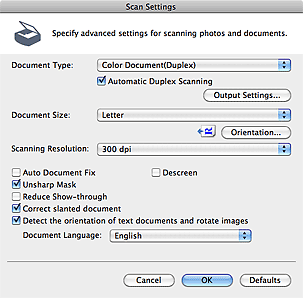 Scan Settings
Specify advanced settings for scanning photos and documents.
Document Type: Color Document(Duplex)
Automatic Duplex Scanning
Output Settings...
Document Size: Letter
R Orientation...
Scanning Resolution: 300 dpi
Auto Document Fix Descreen
Unsharp Mask
Reduce Show-through
Correct slanted document
Detect the orientation of text documents and rotate images
Document Language: English
Cancel OK Defaults